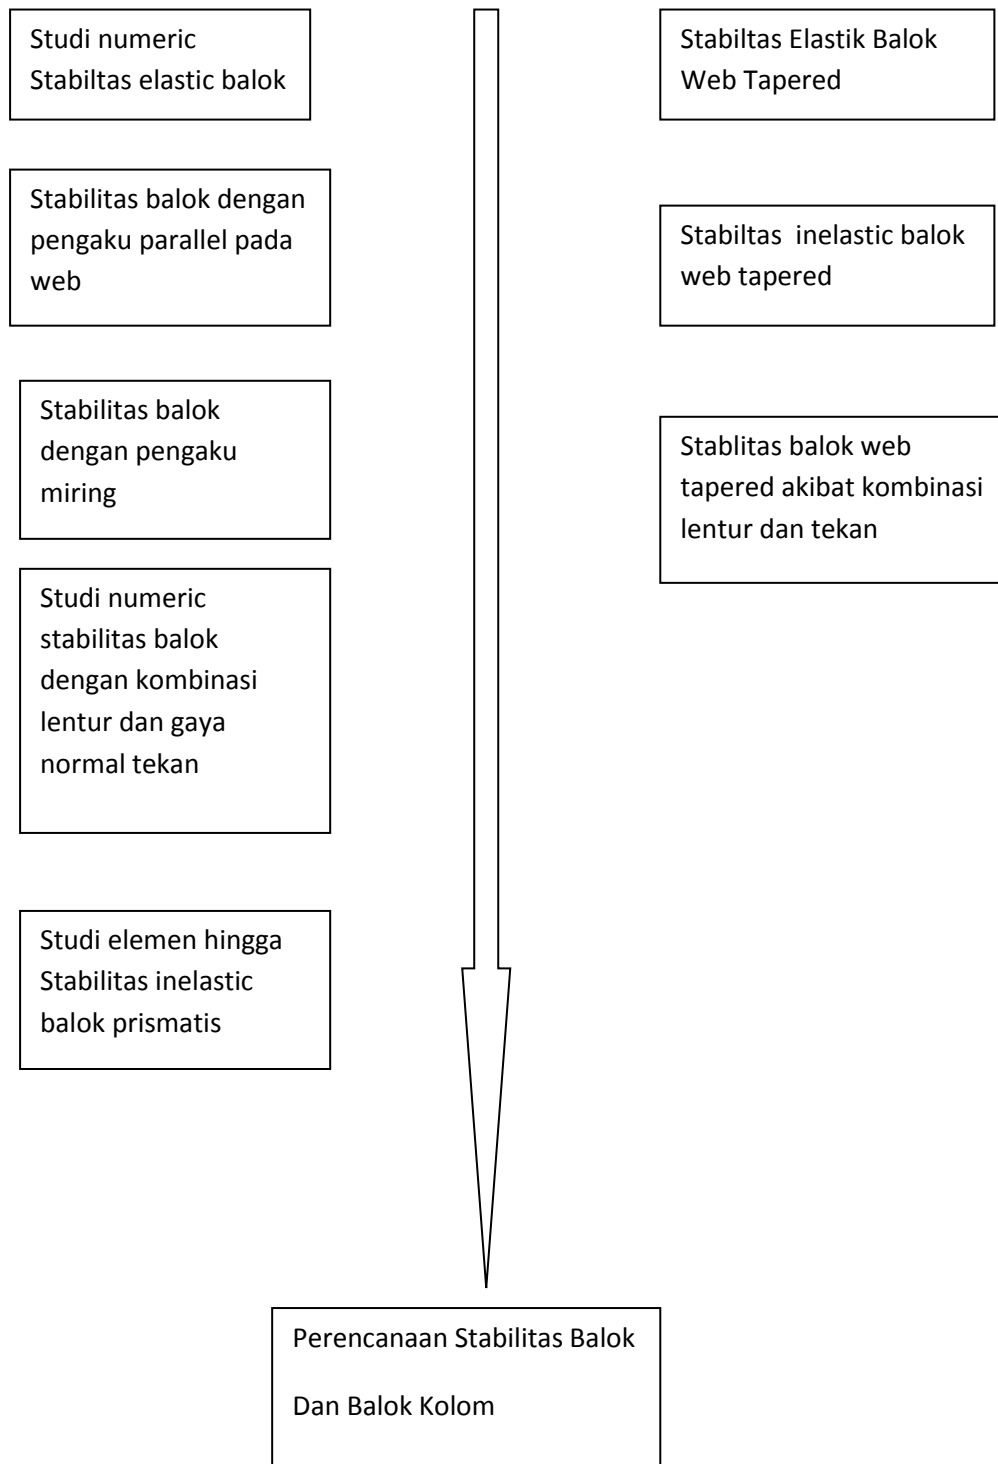 Studi numeric
Stabiltas elastic balok
Stabilitas balok dengan
pengaku parallel pada
web
Stabilitas balok
dengan pengaku
miring
Studi numeric
stabilitas balok
dengan kombinasi
lentur dan gaya
normal tekan
Studi elemen hingga
Stabilitas inelastic
balok prismatis
Stabiltas Elastik Balok
Web Tapered
Stabiltas  inelastic balok
web tapered
Stablitas balok web
tapered akibat kombinasi
lentur dan tekan
Perencanaan Stabilitas Balok
Dan Balok Kolom